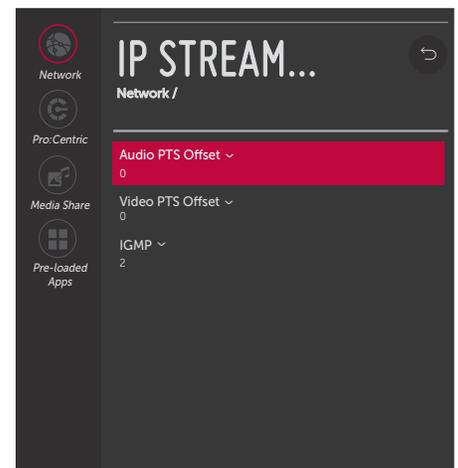 Network
Pro:Centric
Media Share
Pre-loaded
Apps
IP STREAM...
Network /
Audio PTS Offset
0
Video PTS Offset
0
IGMP
2